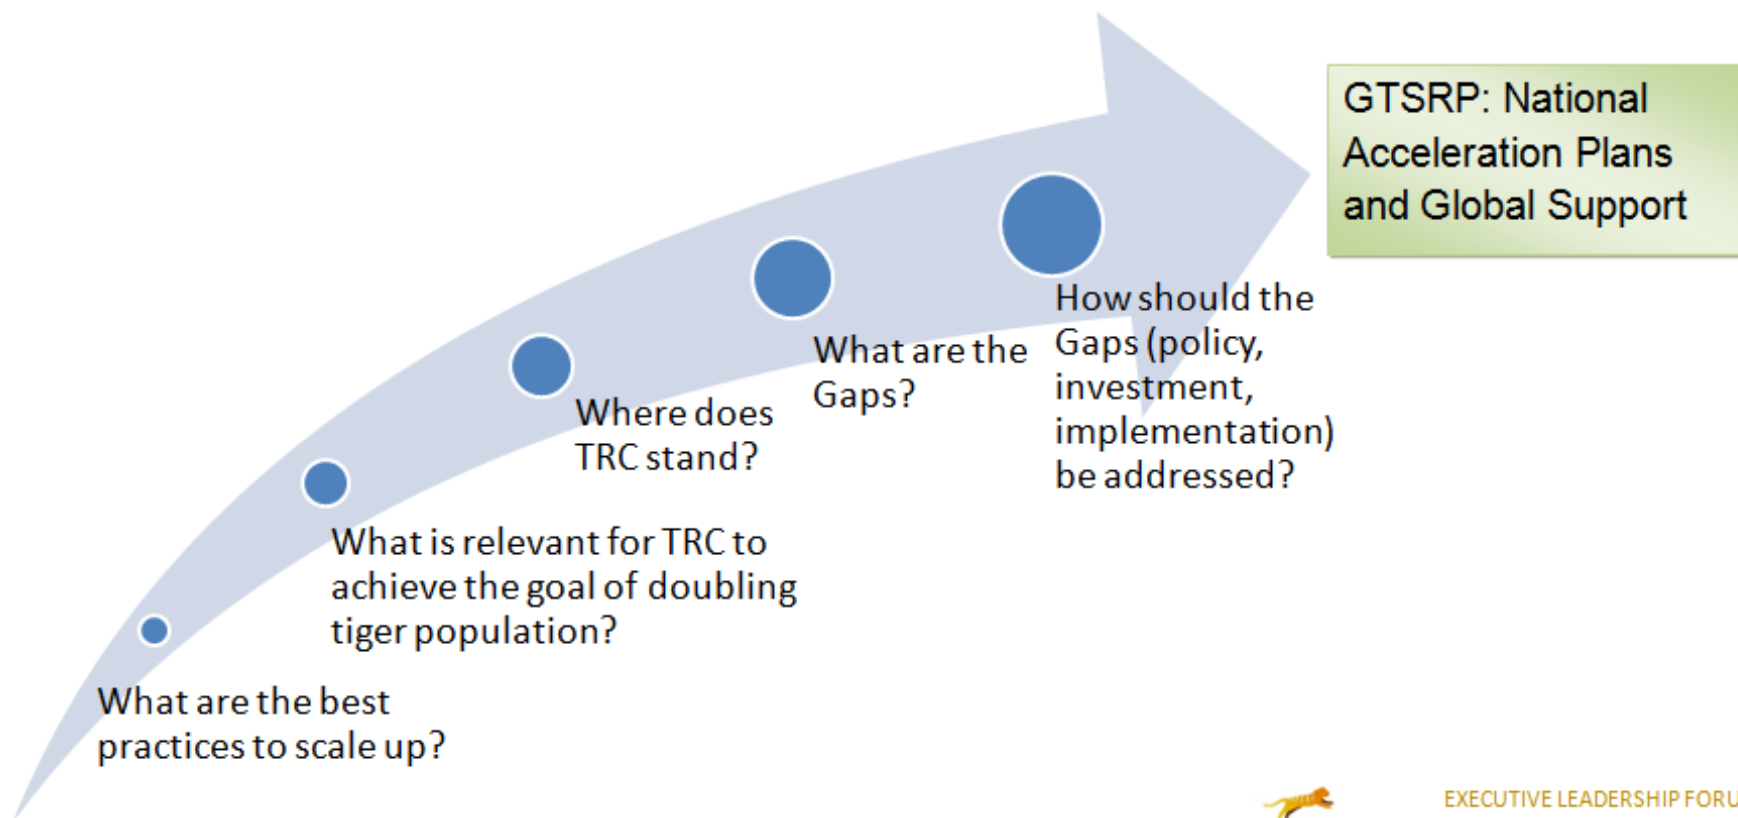 GTSRP: National
Acceleration Plans
and Global Support
How should the
Gaps (policy,
investment,
implementation)
be addressed?
What are the
Gaps?
Where does
TRC stand?
What is relevant for TRC to
achieve the goal of doubling
tiger population?
What are the best
practices to scale up?
EXECUTIVE LEADERSHIP FORU